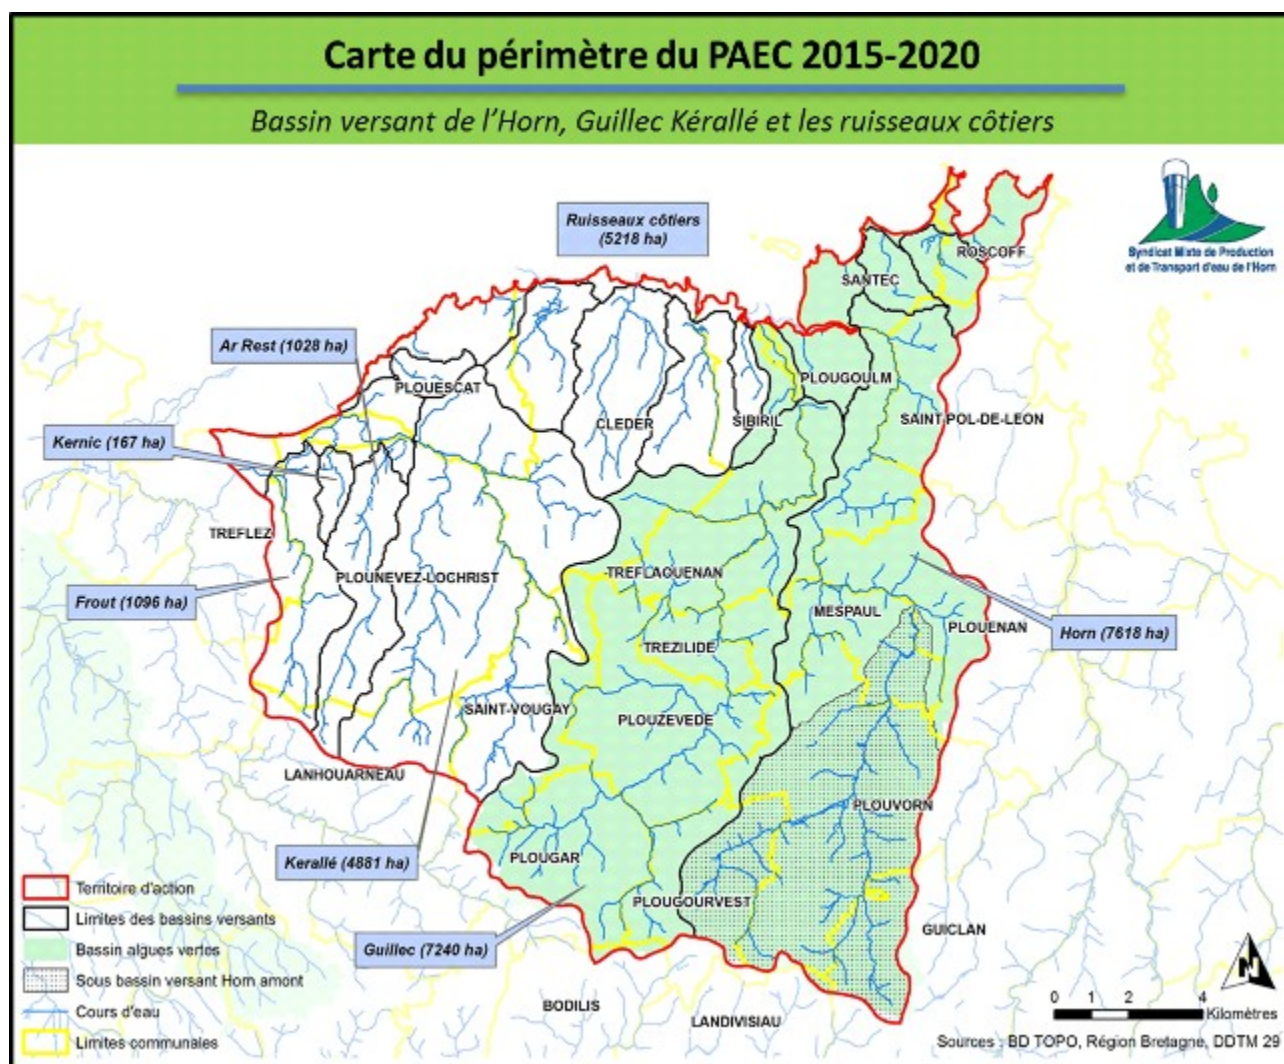 Carte du périmètre du PAEC 2015-2020
Bassin versant de l'Horn, Guillec Kérallé et les ruisseaux côtiers
Ruisseaux côtiers
(5218 ha)
Syndicat Mixte de Production
et de Transport d'eau de l'Horn
ROSCOFF
SANTEC
Ar Rest (1028 ha)
PLOUESCAT
PLOUGOULM
CLEDER
SIBIRIL
SAINT POL-DE-LEON
Kernic (167 ha)
TREFLEZ
PLOUNEVEZ-LOCHRIST
TREFLAOUENAN
Frout (1096 ha)
MESPAUL
PLOUENAN
Horn (7618 ha)
TREZILIDE
SAINT-VOUGAY
PLOUZEVEDE
LANHOUARNEAU
PLOUVORN
Kerallé (4881 ha)
PLOUGAR
PLOUGOURVEST
GUICLAN
Guillec (7240 ha)
BODILIS
LANDIVISIAU
Territoire d'action
Limites des bassins versants
Bassin algues vertes
Sous bassin versant Horn amont
Cours d'eau
Limites communales
N
0 1 2 4
Kilomètres
Sources : BD TOPO, Région Bretagne, DDTM 29